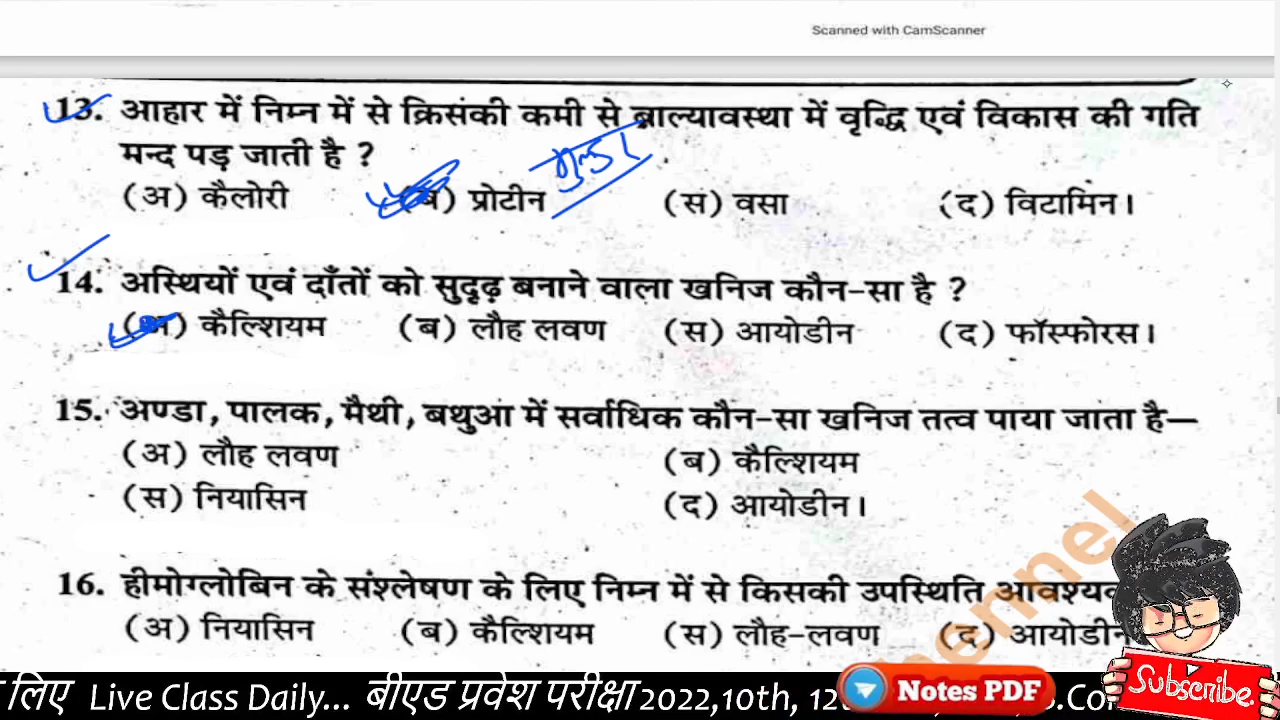 Scanned with CamScanner
13. आहार में निम्न में से किसकी कमी से बाल्यावस्था में वृद्धि एवं विकास की गति
मन्द पड़ जाती है ?
(अ) कैलोरी (ब) प्रोटीन (स) वसा (द) विटामिन।
14. अस्थियों एवं दाँतों को सुदृढ़ बनाने वाला खनिज कौन-सा है ?
(अ) कैल्शियम (ब) लौह लवण (स) आयोडीन (द) फॉस्फोरस।
15. अण्डा, पालक, मैथी, बथुआ में सर्वाधिक कौन-सा खनिज तत्व पाया जाता है—
(अ) लौह लवण (ब) कैल्शियम
(स) नियासिन (द) आयोडीन।
16. हीमोग्लोबिन के संश्लेषण के लिए निम्न में से किसकी उपस्थिति
(अ) नियासिन (ब) कैल्शियम (स) लौह-लवण (द) आयोडीन
लिए Live Class Daily... बीएड प्रवेश परीक्षा 2022,10th, Notes PDF
Subscribe